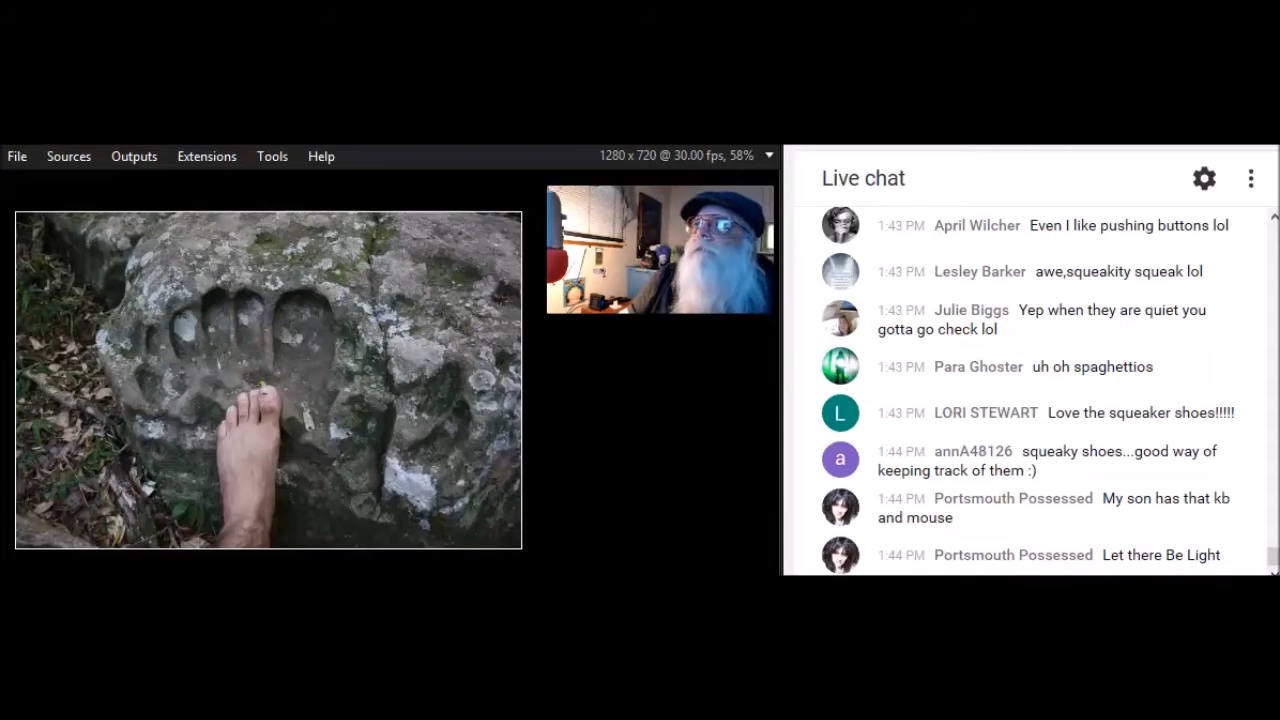 File Sources Outputs Extensions Tools Help
1280 x 720 @ 30.00 fps, 58%
Live chat
1:43 PM April Wilcher Even I like pushing buttons lol
1:43 PM Lesley Barker awe,squeakity squeak lol
1:43 PM Julie Biggs Yep when they are quiet you
gotta go check lol
1:43 PM Para Ghoster uh oh spaghettios
L 1:43 PM LORI STEWART Love the squeaker shoes!!!!!
a 1:44 PM annA48126 squeaky shoes...good way of
keeping track of them :)
1:44 PM Portsmouth Possessed My son has that kb
and mouse
1:44 PM Portsmouth Possessed Let there Be Light